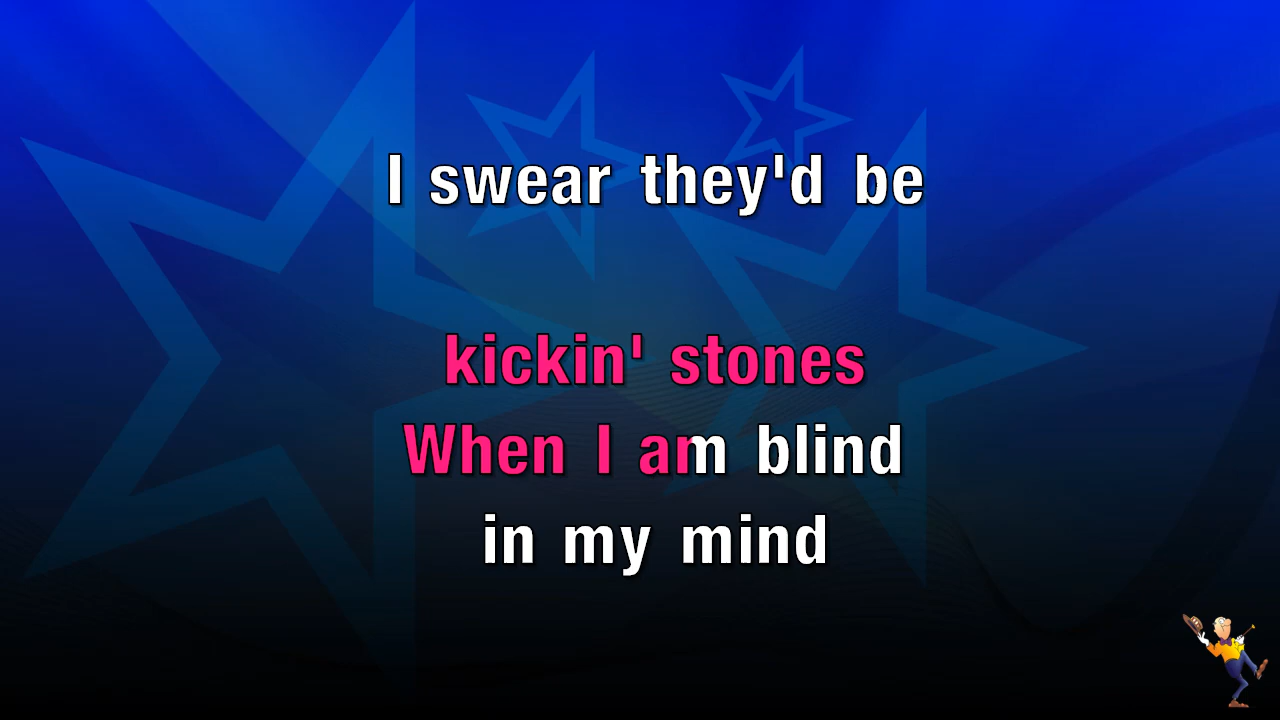 I swear they'd be
kickin' stones
When I am blind
in my mind